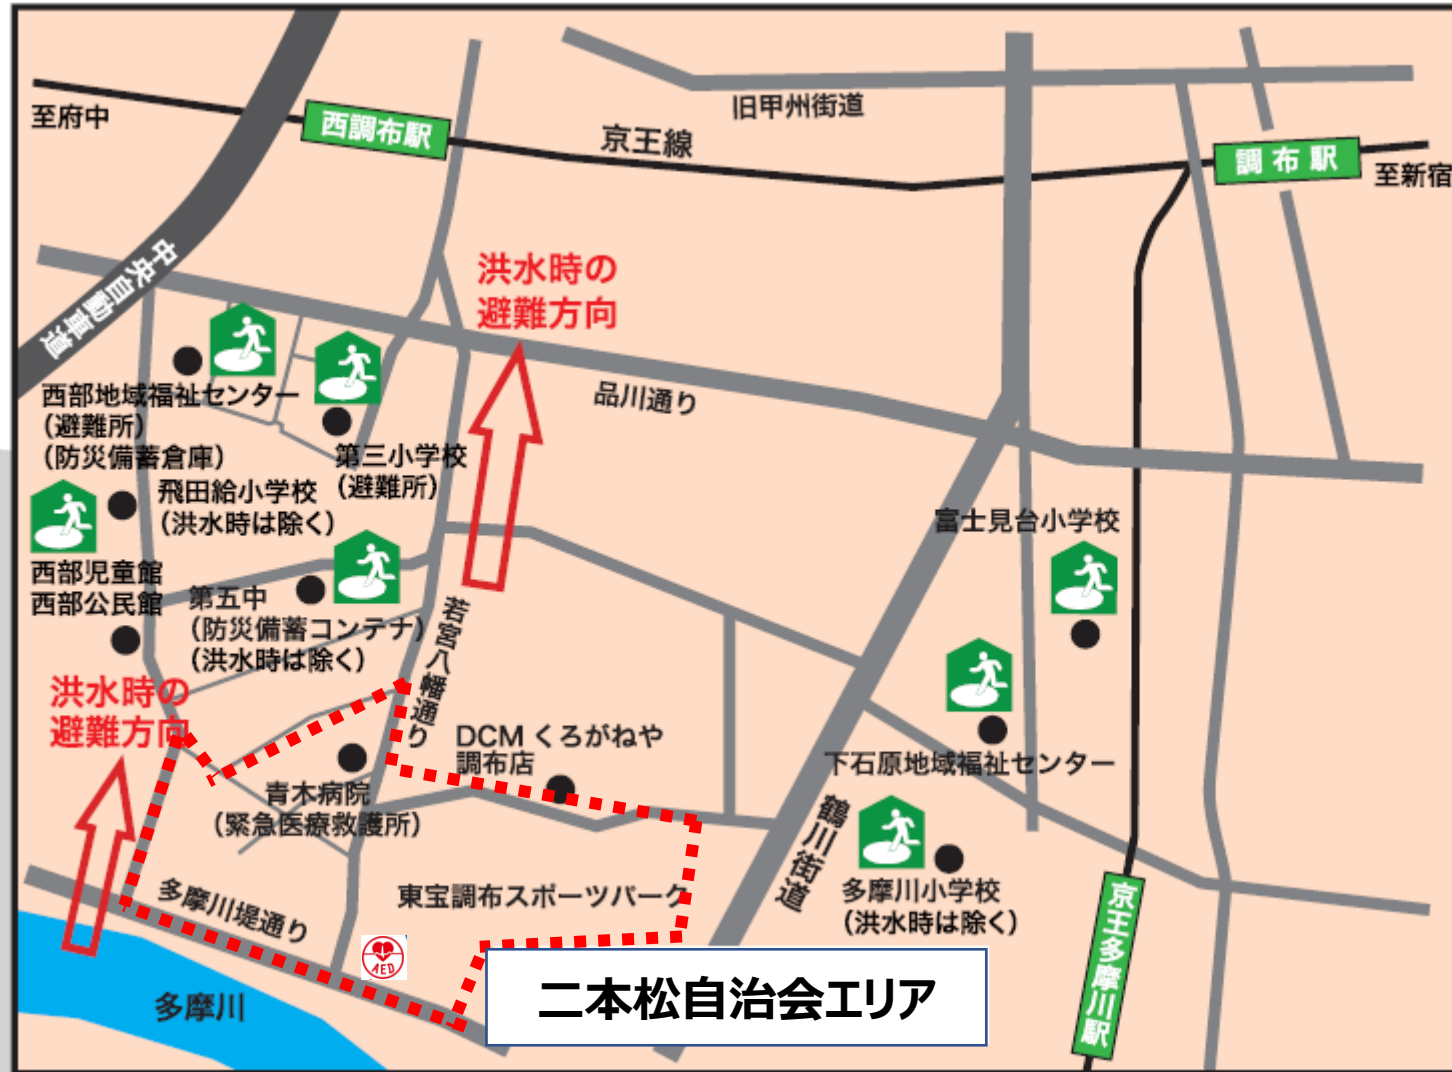 旧甲州街道
至府中
西調布駅
京王線
調布駅
至新宿
中央自動車道
洪水時の
避難方向
品川通り
西部地域福祉センター
（避難所）
（防災備蓄倉庫）
第三小学校
（避難所）
飛田給小学校
（洪水時は除く）
富士見台小学校
西部児童館
西部公民館
第五中
（防災備蓄コンテナ）
（洪水時は除く）
若宮八幡通り
洪水時の
避難方向
DCM くろがねや
調布店
下石原地域福祉センター
青木病院
（緊急医療救護所）
鶴川街道
多摩川小学校
（洪水時は除く）
多摩川堤通り
東宝調布スポーツパーク
京王多摩川駅
AED
二本松自治会エリア
多摩川